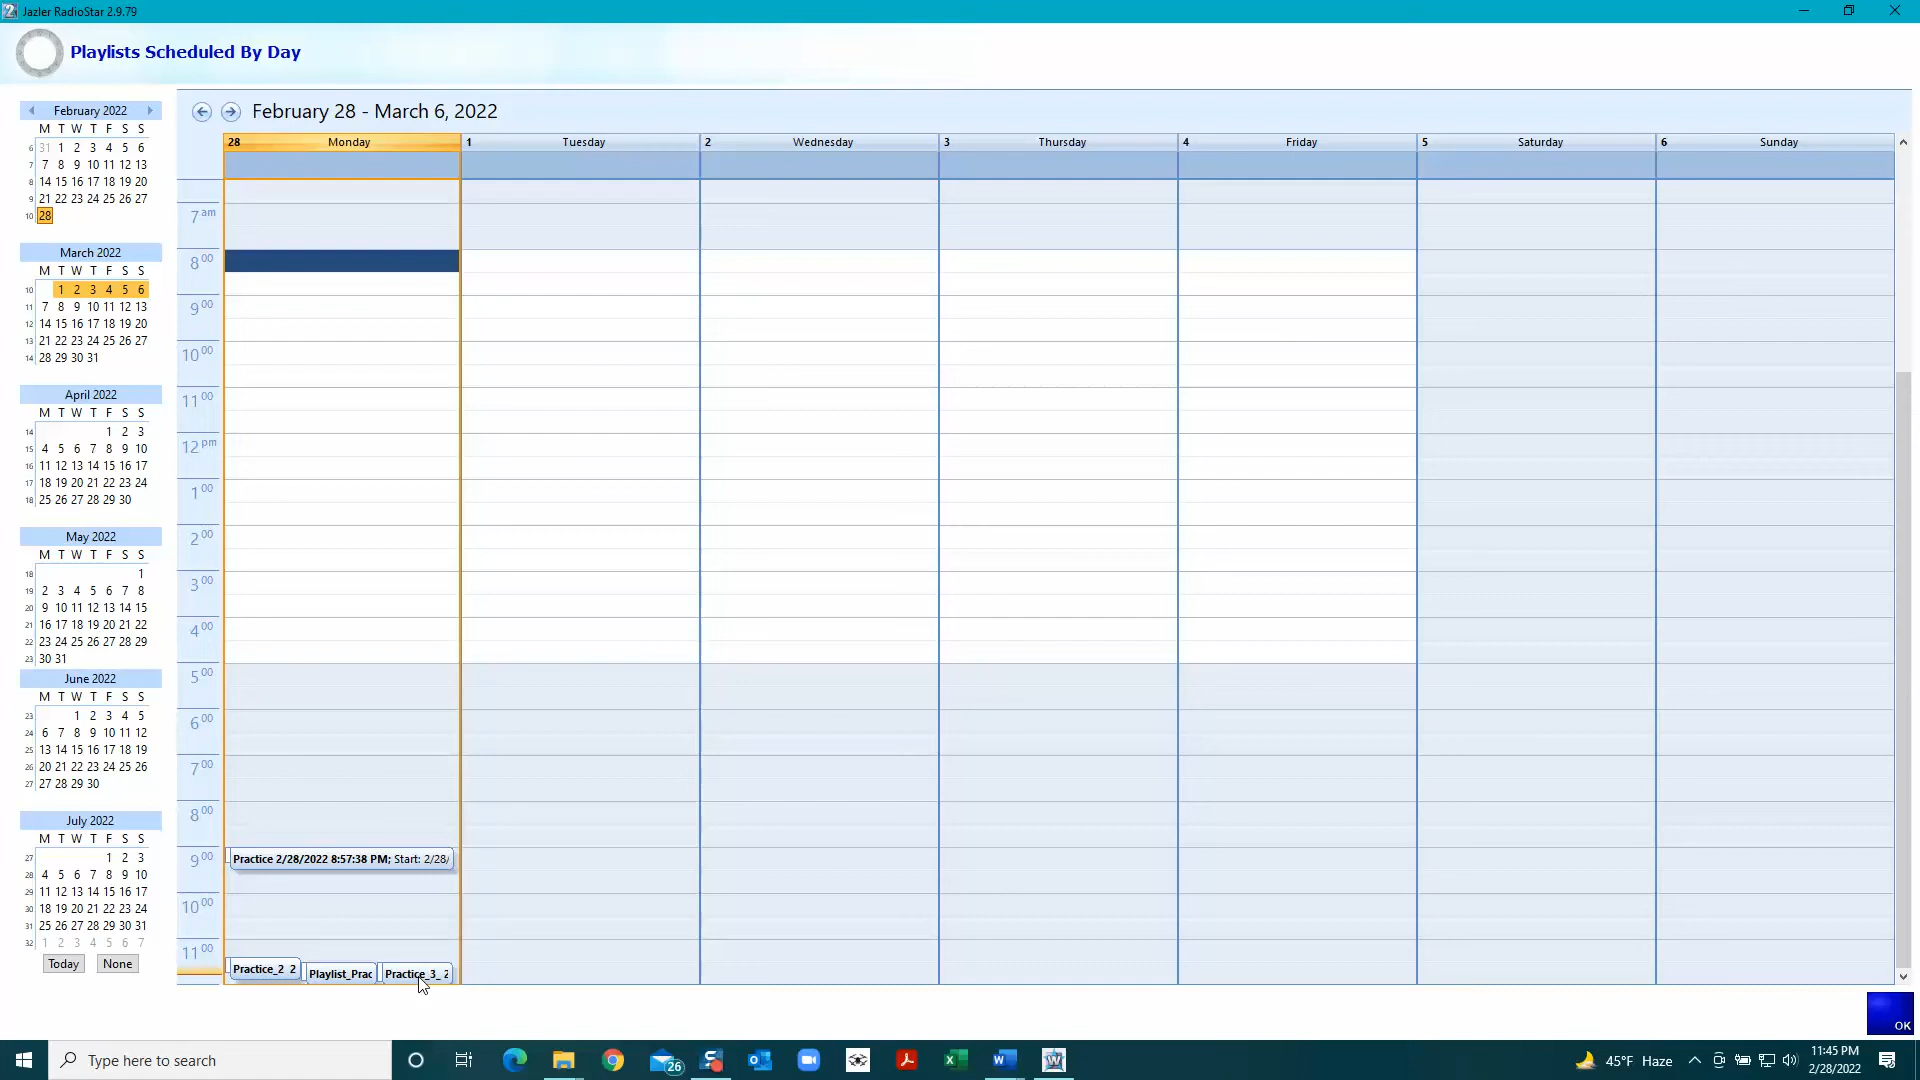 Jazler RadioStar 2.9.79
Playlists Scheduled By Day
February 2022
M T W T F S S
6 31 1 2 3 4 5 6
7 7 8 9 10 11 12 13
8 14 15 16 17 18 19 20
9 21 22 23 24 25 26 27
10 28
March 2022
M T W T F S S
10 1 2 3 4 5 6
11 7 8 9 10 11 12 13
12 14 15 16 17 18 19 20
13 21 22 23 24 25 26 27
14 28 29 30 31
April 2022
M T W T F S S
14 1 2 3
15 4 5 6 7 8 9 10
16 11 12 13 14 15 16 17
17 18 19 20 21 22 23 24
18 25 26 27 28 29 30
May 2022
M T W T F S S
18 1
19 2 3 4 5 6 7 8
20 9 10 11 12 13 14 15
21 16 17 18 19 20 21 22
22 23 24 25 26 27 28 29
23 30 31
June 2022
M T W T F S S
23 1 2 3 4 5
24 6 7 8 9 10 11 12
25 13 14 15 16 17 18 19
26 20 21 22 23 24 25 26
27 27 28 29 30
July 2022
M T W T F S S
27 1 2 3
28 4 5 6 7 8 9 10
29 11 12 13 14 15 16 17
30 18 19 20 21 22 23 24
31 25 26 27 28 29 30 31
32 1 2 3 4 5 6 7
Today None
February 28 - March 6, 2022
28 Monday 1 Tuesday 2 Wednesday 3 Thursday 4 Friday 5 Saturday 6 Sunday
7 am
8 00
9 00
10 00
11 00
12 pm
1 00
2 00
3 00
4 00
5 00
6 00
7 00
8 00
9 00 Practice 2/28/2022 8:57:38 PM; Start: 2/28/
10 00
11 00
Practice_2 2 Playlist_Prac Practice_3_ 2
OK
Type here to search
26
45°F Haze
11:45 PM
2/28/2022